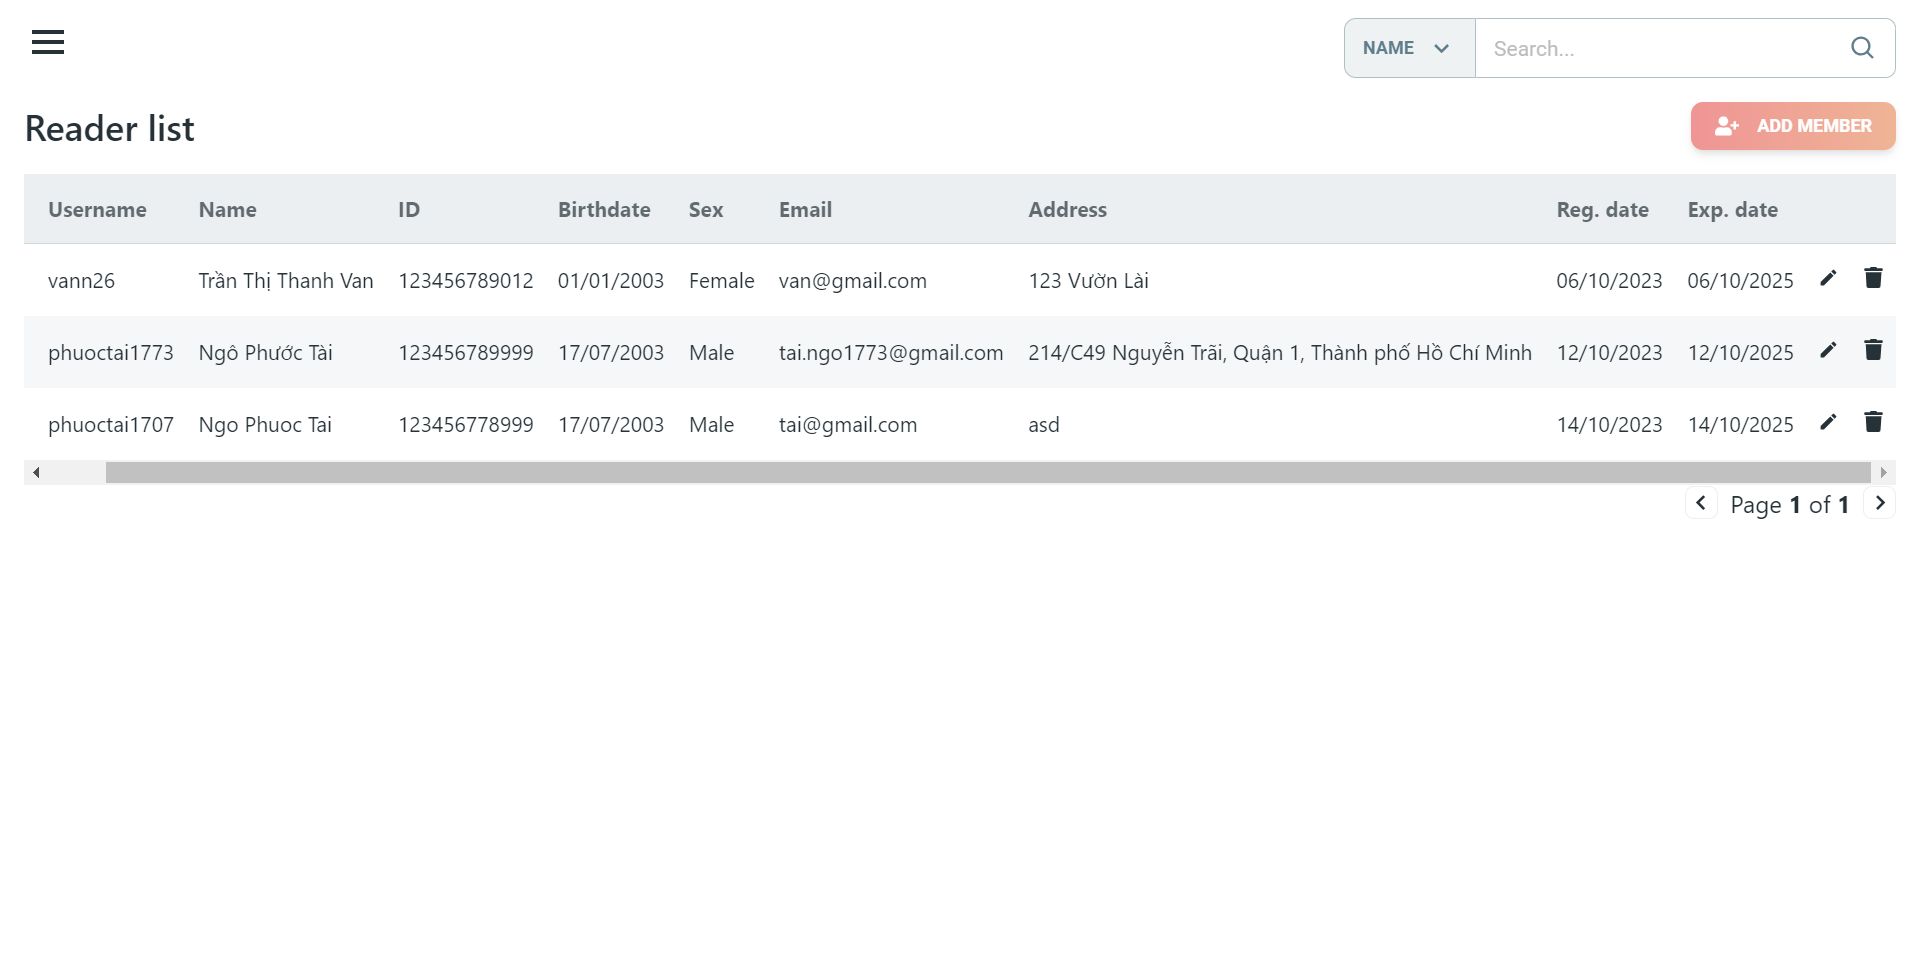 NAME Search...
Reader list
ADD MEMBER
Username Name ID Birthdate Sex Email Address Reg. date Exp. date
vann26 Trần Thị Thanh Van 123456789012 01/01/2003 Female van@gmail.com 123 Vườn Lài 06/10/2023 06/10/2025
phuoctai1773 Ngô Phước Tài 123456789999 17/07/2003 Male tai.ngo1773@gmail.com 214/C49 Nguyễn Trãi, Quận 1, Thành phố Hồ Chí Minh 12/10/2023 12/10/2025
phuoctai1707 Ngo Phuoc Tai 123456778999 17/07/2003 Male tai@gmail.com asd 14/10/2023 14/10/2025
Page 1 of 1